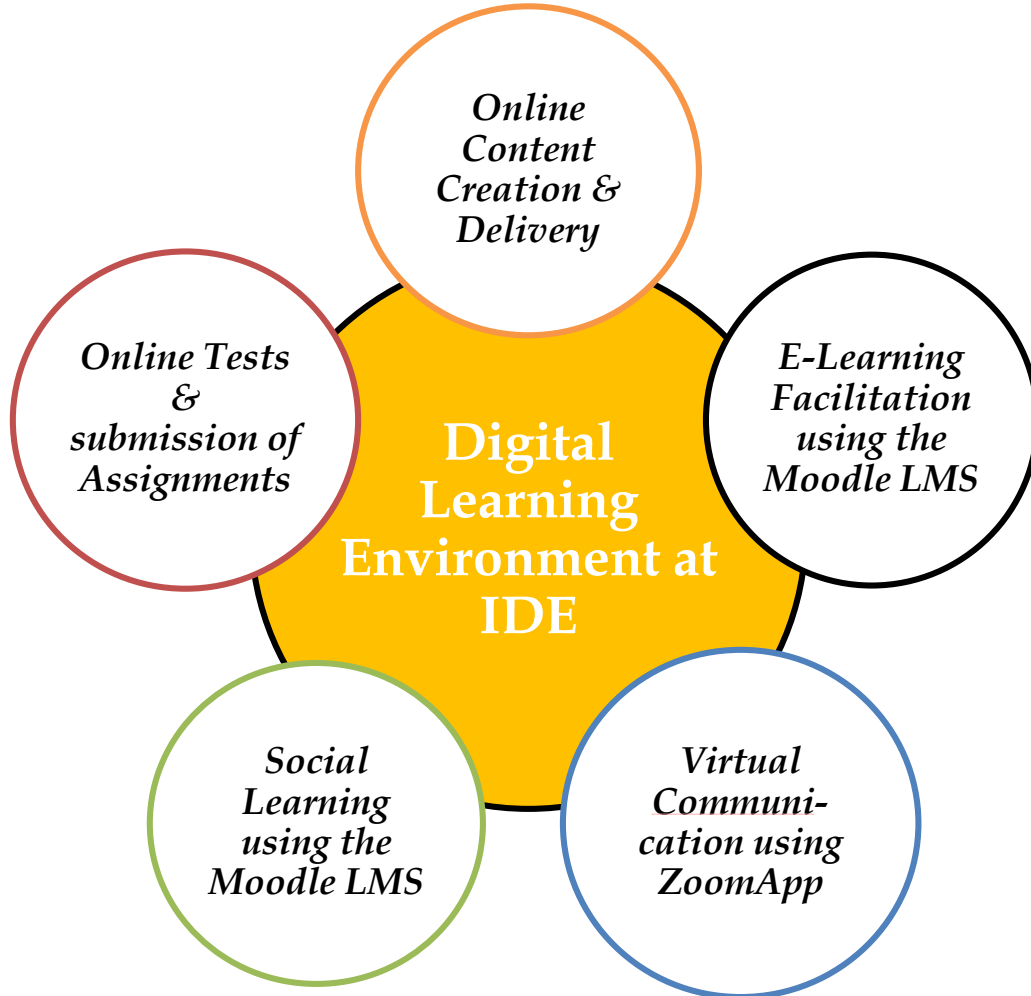 Online
Content
Creation &
Delivery
Online Tests
&
submission of
Assignments
E-Learning
Facilitation
using the
Moodle LMS
Digital
Learning
Environment at
IDE
Social
Learning
using the
Moodle LMS
Virtual
Communi-
cation using
ZoomApp